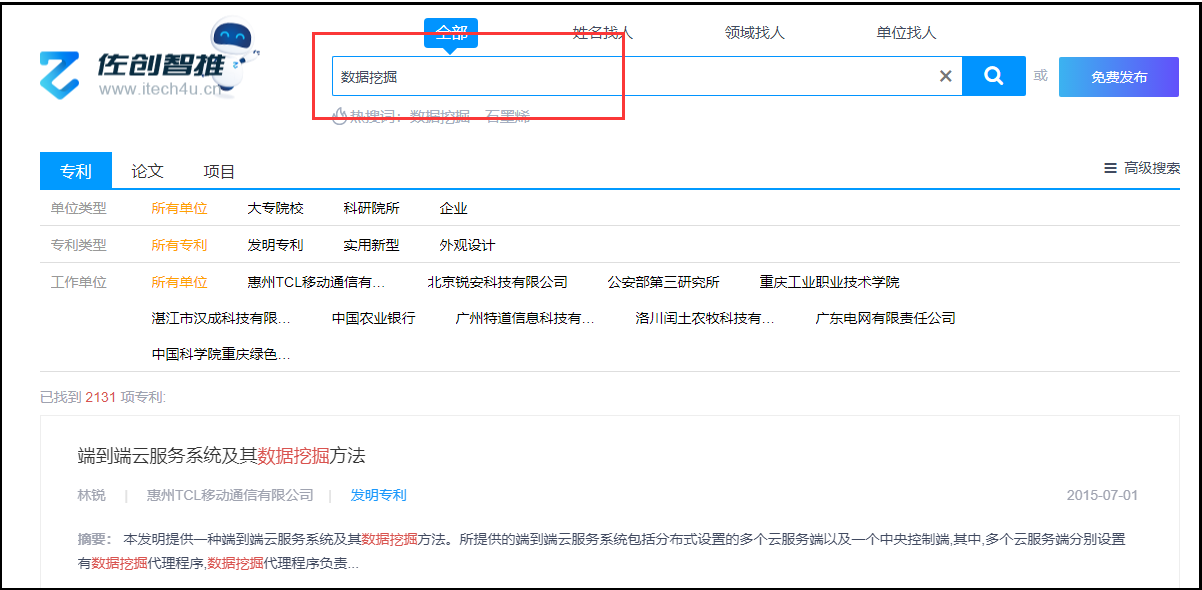 全部 姓名找人 领域找人 单位找人
佐创智推
www.itech4u.cn
数据挖掘 × 或 免费发布
热搜词: 数据挖掘 石墨烯
专利 论文 项目 高级搜索
单位类型 所有单位 大专院校 科研院所 企业
专利类型 所有专利 发明专利 实用新型 外观设计
工作单位 所有单位 惠州TCL移动通信有... 北京锐安科技有限公司 公安部第三研究所 重庆工业职业技术学院
湛江市汉成科技有限... 中国农业银行 广州特道信息科技有... 洛川闰土农牧科技有... 广东电网有限责任公司
中国科学院重庆绿色...
已找到 2131 项专利:
端到端云服务系统及其数据挖掘方法
林锐 | 惠州TCL移动通信有限公司 | 发明专利 2015-07-01
摘要: 本发明提供一种端到端云服务系统及其数据挖掘方法。所提供的端到端云服务系统包括分布式设置的多个云服务端以及一个中央控制端,其中,多个云服务端分别设置
有数据挖掘代理程序,数据挖掘代理程序负责...